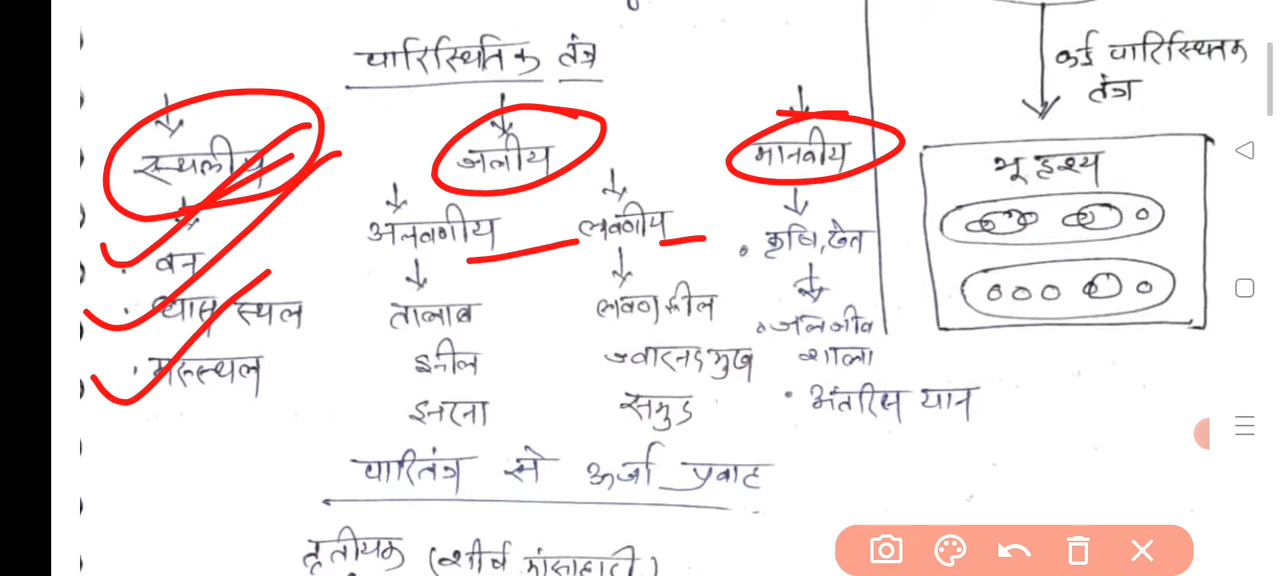 पारिस्थितिक तंत्र
कई पारिस्थितिक
तंत्र
स्थलीय
जलीय
मानवीय
भू दृश्य
अलवणीय
लवणीय
• कृषि, खेत
• वन
• घास स्थल
तालाब
लवण झील
• जलजीव
शाला
• मरुस्थल
झील
ज्वारनदमुख
झरना
समुद्र
• अंतरिक्ष यान
पारितंत्र से ऊर्जा प्रवाह
तृतीयक (शीर्ष मांसाहारी)